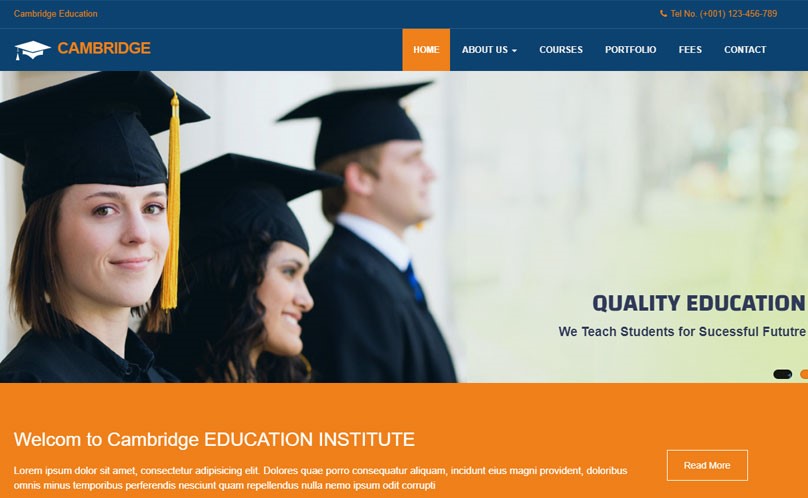 Cambridge Education
Tel No. (+001) 123-456-789
CAMBRIDGE
HOME
ABOUT US
COURSES
PORTFOLIO
FEES
CONTACT
QUALITY EDUCATION
We Teach Students for Sucessful Fututre
Welcom to Cambridge EDUCATION INSTITUTE
Lorem ipsum dolor sit amet, consectetur adipisicing elit. Dolores quae porro consequatur aliquam, incidunt eius magni provident, doloribus
omnis minus temporibus perferendis nesciunt quam repellendus nulla nemo ipsum odit corrupti
Read More